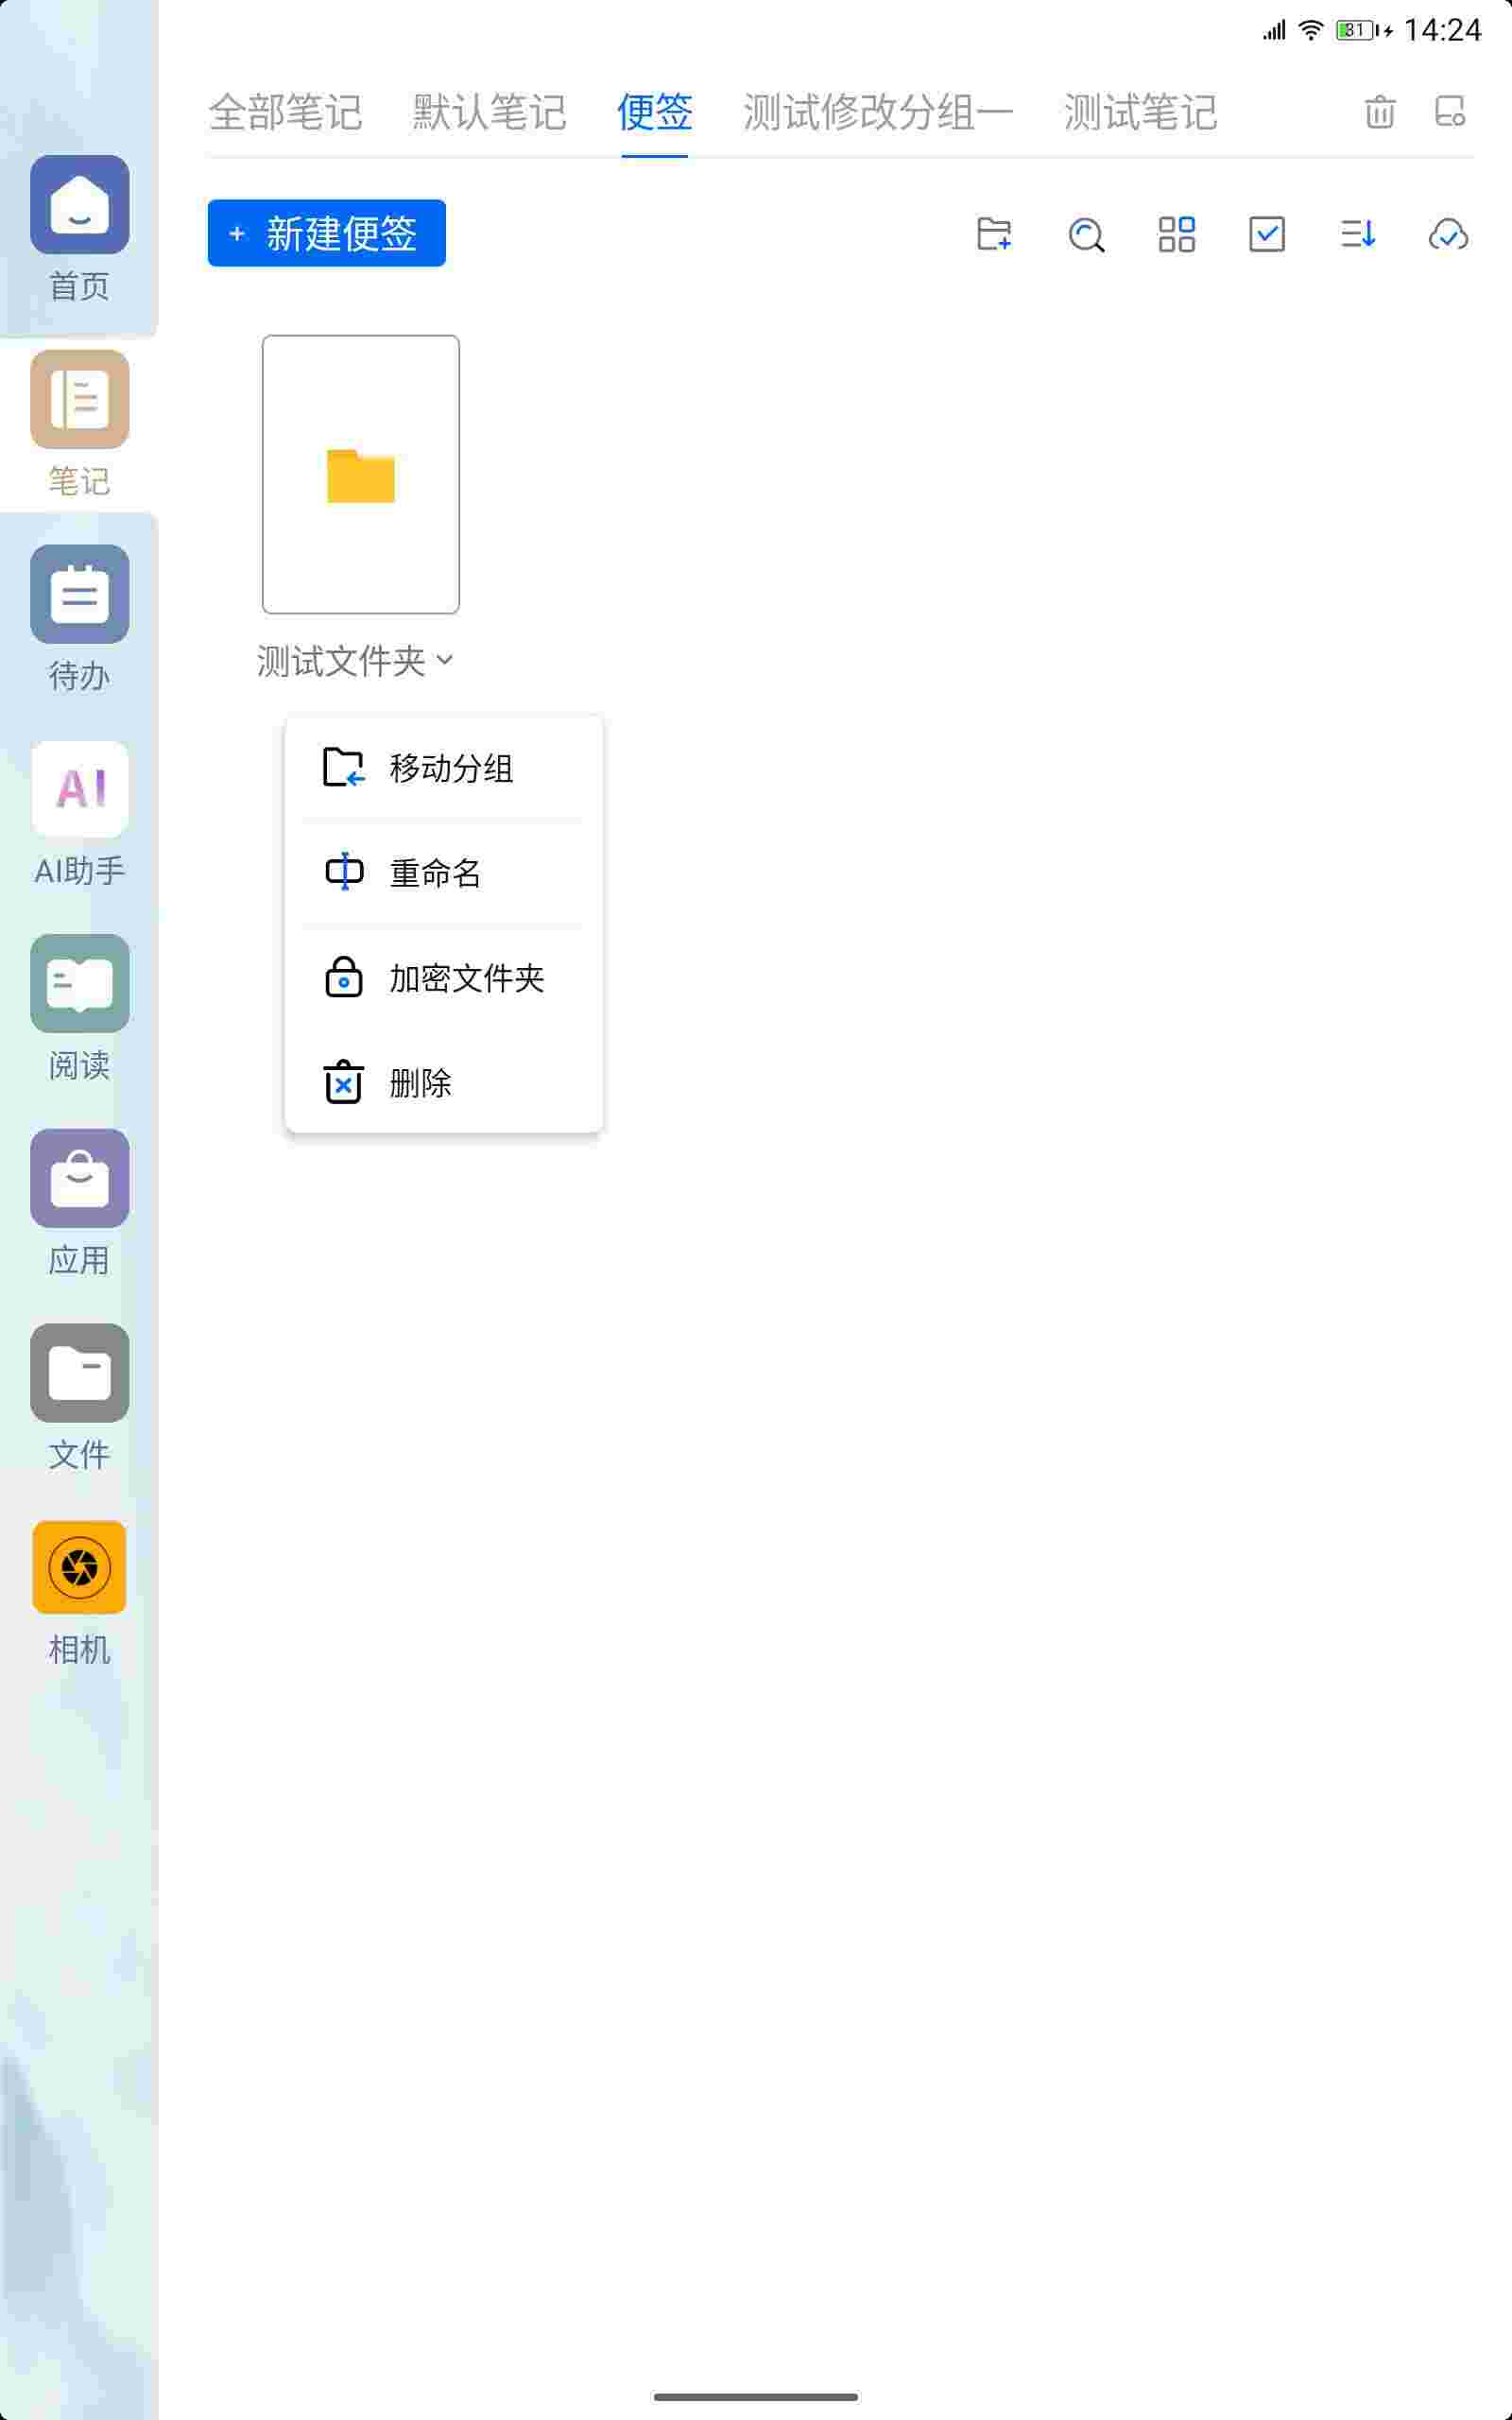 31 14:24
全部笔记 默认笔记 便签 测试修改分组一 测试笔记
+ 新建便签
首页
笔记
待办
AI
AI助手
阅读
应用
文件
相机
测试文件夹
移动分组
重命名
加密文件夹
删除